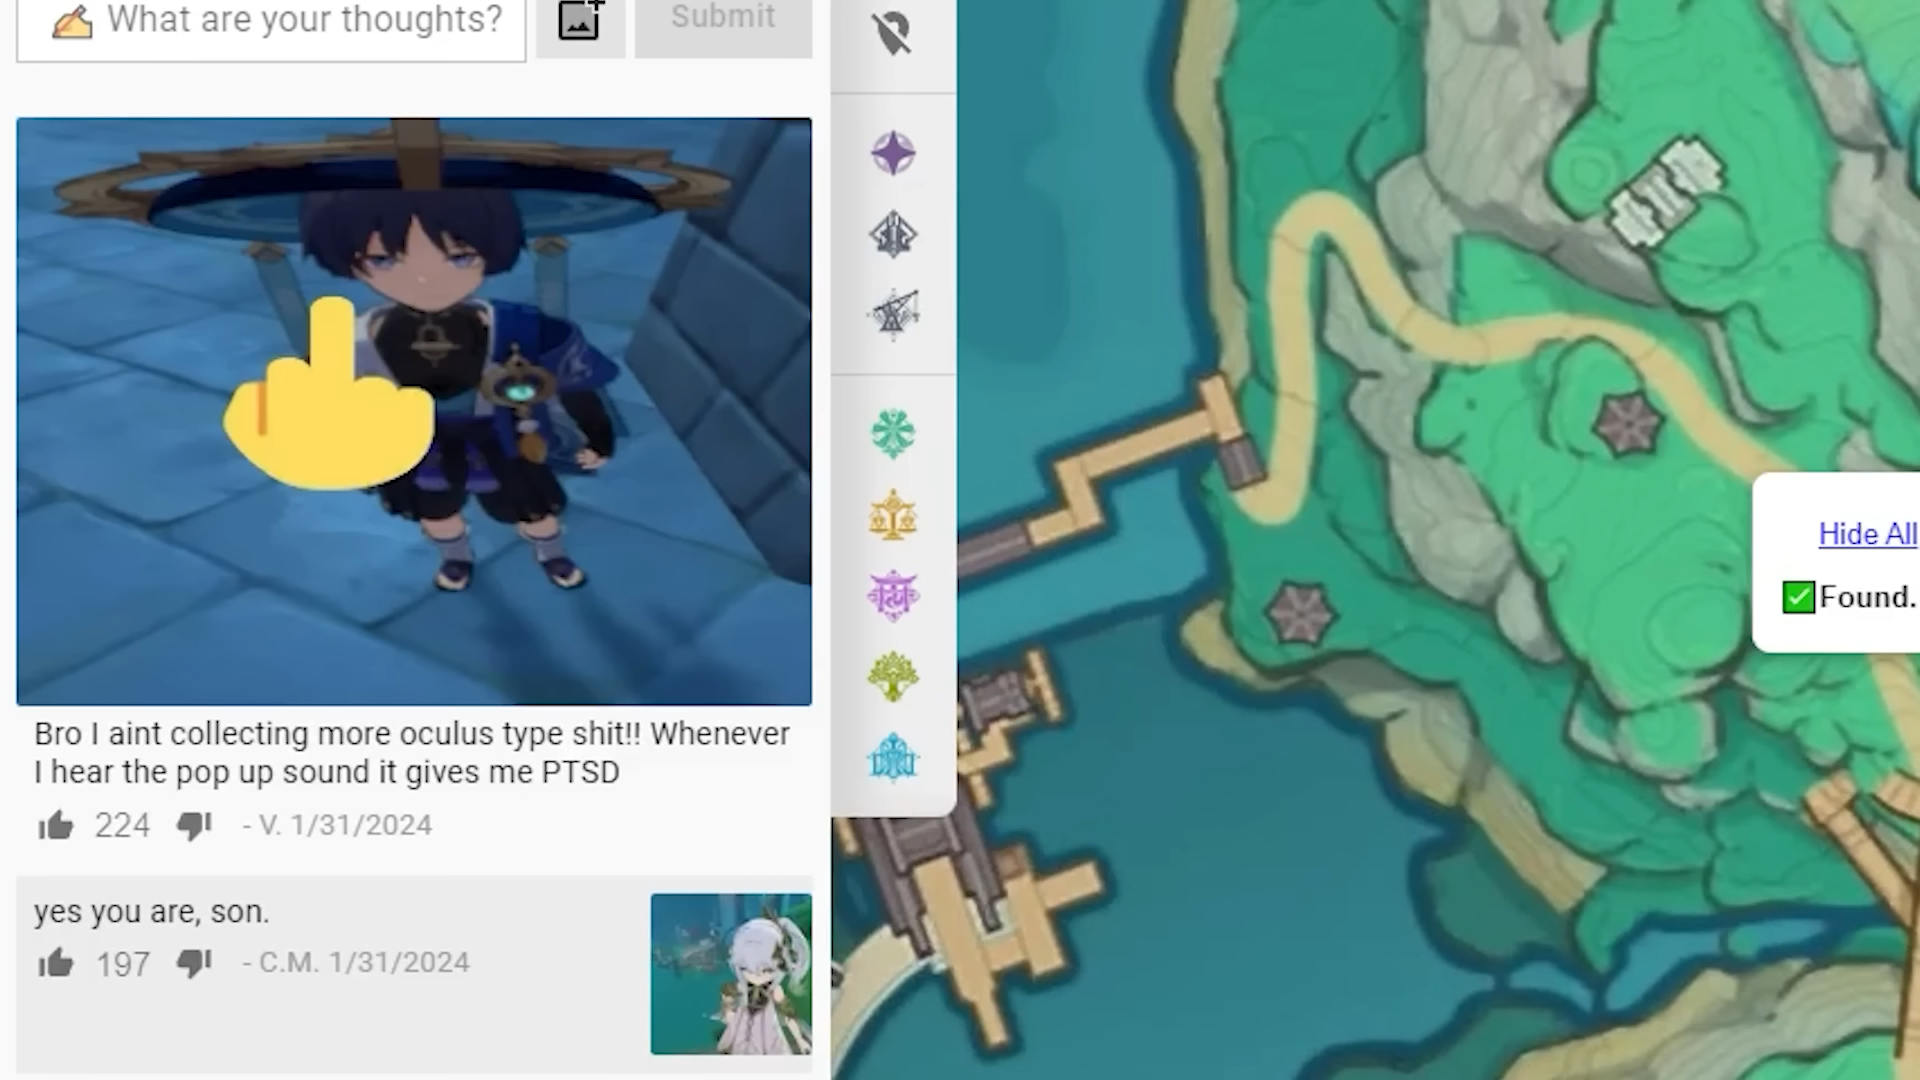 What are your thoughts?
Submit
Bro I aint collecting more oculus type shit!! Whenever
I hear the pop up sound it gives me PTSD
224
- V. 1/31/2024
yes you are, son.
197
- C.M. 1/31/2024
Hide All
Found.